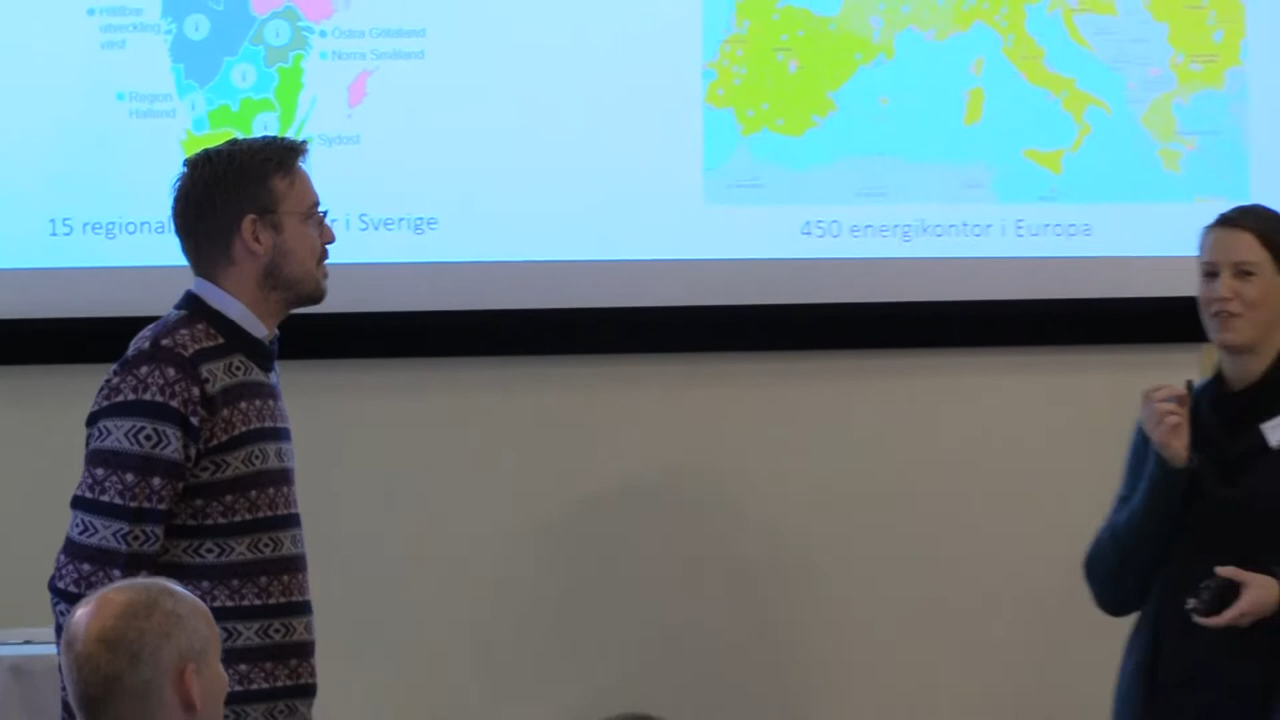 Hållbar
utveckling
väst
Östra Götaland
Norra Småland
Region
Halland
Sydost
15 regional r i Sverige
450 energikontor i Europa